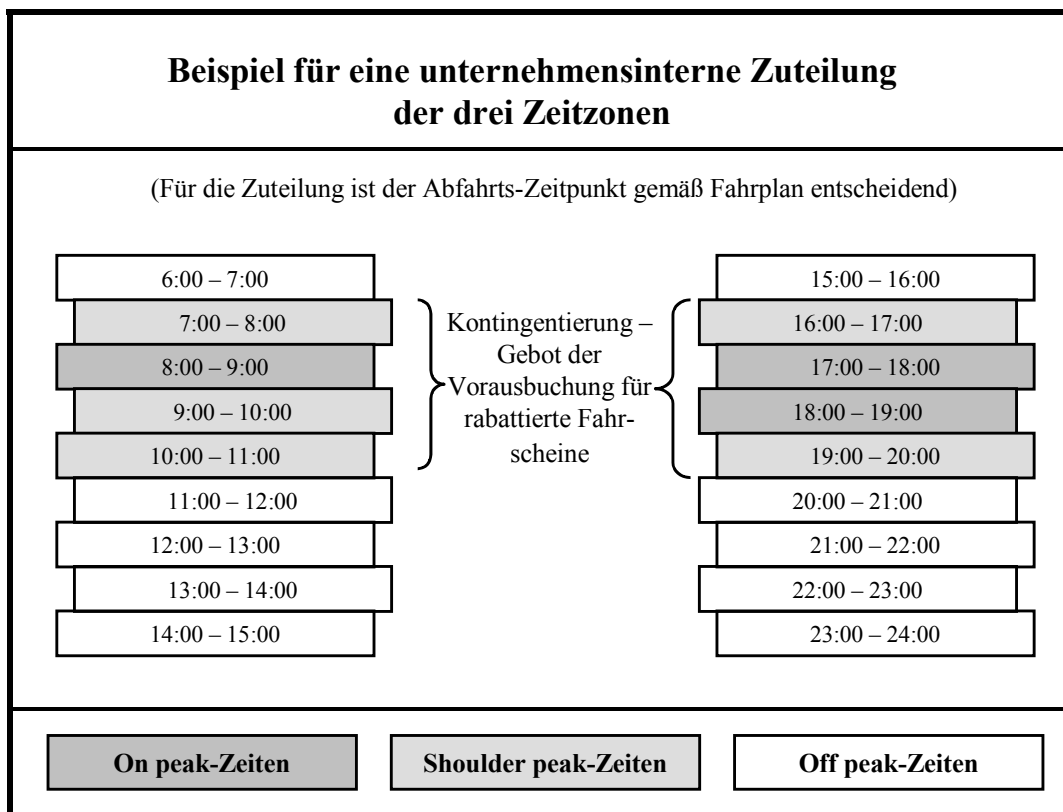 Beispiel für eine unternehmensinterne Zuteilung
der drei Zeitzonen
(Für die Zuteilung ist der Abfahrts-Zeitpunkt gemäß Fahrplan entscheidend)
6:00 – 7:00
7:00 – 8:00
8:00 – 9:00
9:00 – 10:00
10:00 – 11:00
11:00 – 12:00
12:00 – 13:00
13:00 – 14:00
14:00 – 15:00
Kontingentierung –
Gebot der
Vorausbuchung für
rabattierte Fahr-
scheine
15:00 – 16:00
16:00 – 17:00
17:00 – 18:00
18:00 – 19:00
19:00 – 20:00
20:00 – 21:00
21:00 – 22:00
22:00 – 23:00
23:00 – 24:00
On peak-Zeiten
Shoulder peak-Zeiten
Off peak-Zeiten